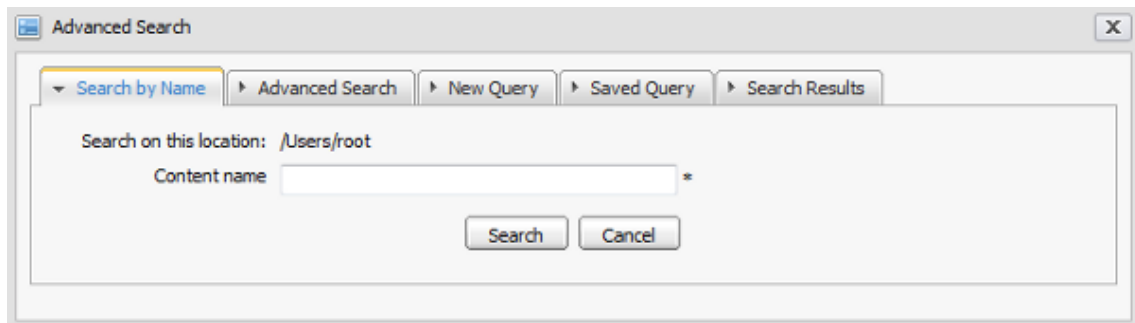 Advanced Search
Search by Name Advanced Search New Query Saved Query Search Results
Search on this location: /Users/root
Content name *
Search Cancel